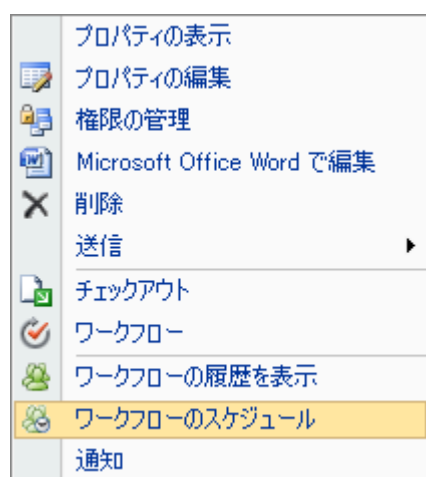 プロパティの表示
プロパティの編集
権限の管理
Microsoft Office Word で編集
削除
送信
チェックアウト
ワークフロー
ワークフローの履歴を表示
ワークフローのスケジュール
通知